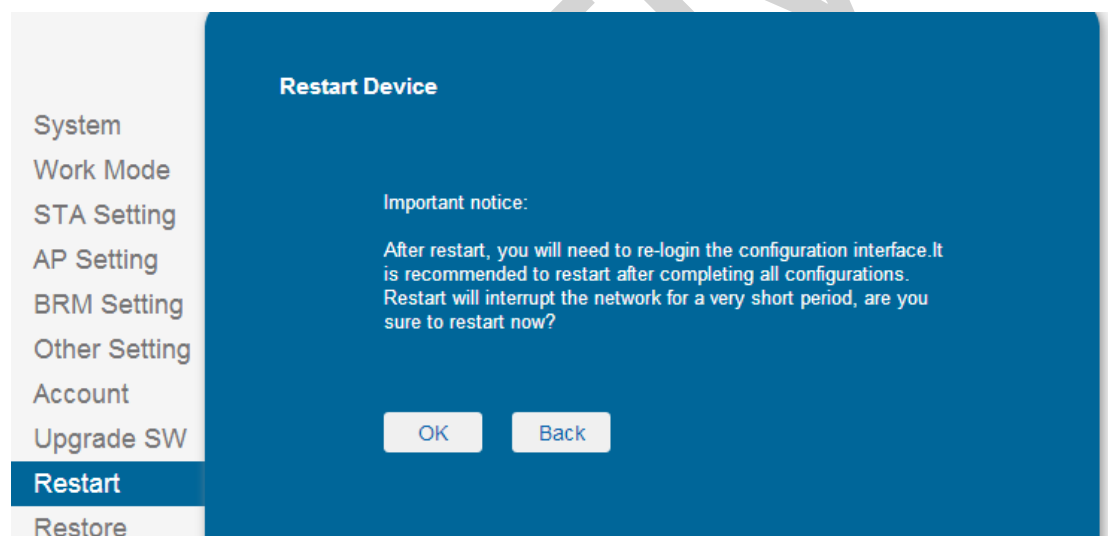 Restart Device
System
Work Mode
STA Setting
AP Setting
BRM Setting
Other Setting
Account
Upgrade SW
Restart
Restore
Important notice:
After restart, you will need to re-login the configuration interface.It
is recommended to restart after completing all configurations.
Restart will interrupt the network for a very short period, are you
sure to restart now?
OK
Back